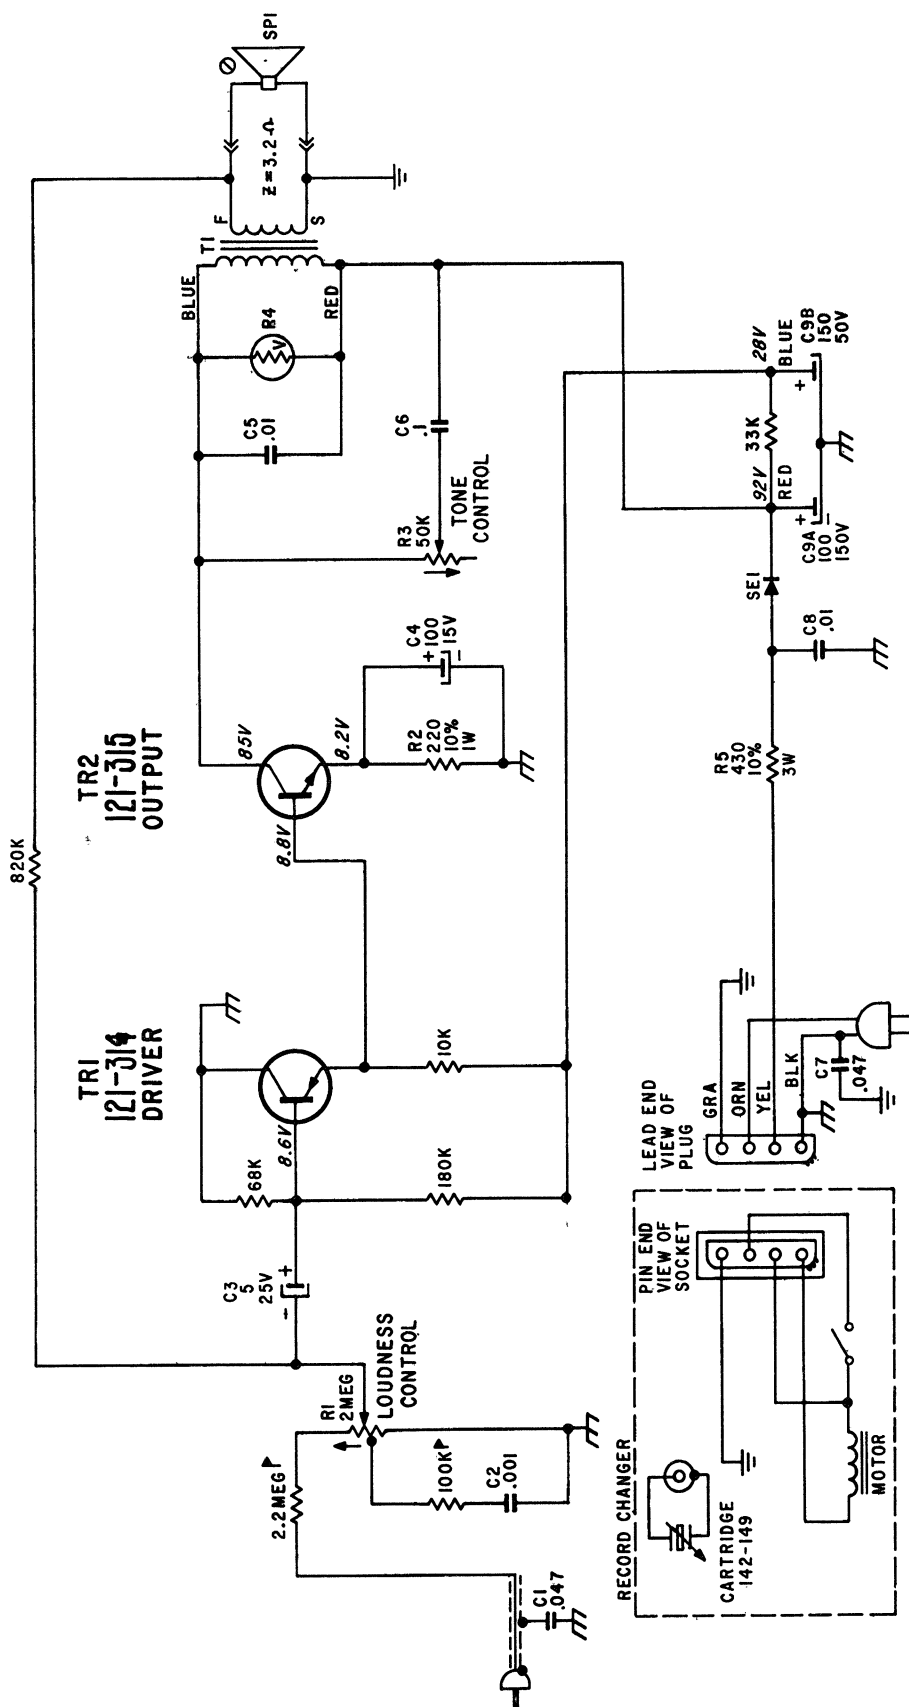 820K
TR1
121-314
DRIVER
TR2
121-315
OUTPUT
SP1
Z=3.2Ω
F
S
T1
BLUE
RED
R4
V
C5
.01
C6
.1
R3
50K
TONE
CONTROL
85V
8.2V
8.8V
C4
+100
15V
−
R2
220
10%
1W
8.6V
68K
180K
10K
C3
5
25V
+
−
R1
2MEG
LOUDNESS
CONTROL
2.2MEG
100K
C2
.001
C1
.047
28V
BLUE
C9B
150
50V
+
33K
92V
RED
C9A
100
150V
+
−
SE1
C8
.01
R5
430
10%
3W
LEAD END
VIEW OF
PLUG
GRA
ORN
YEL
BLK
C7
.047
PIN END
VIEW OF
SOCKET
RECORD CHANGER
CARTRIDGE
142-149
MOTOR